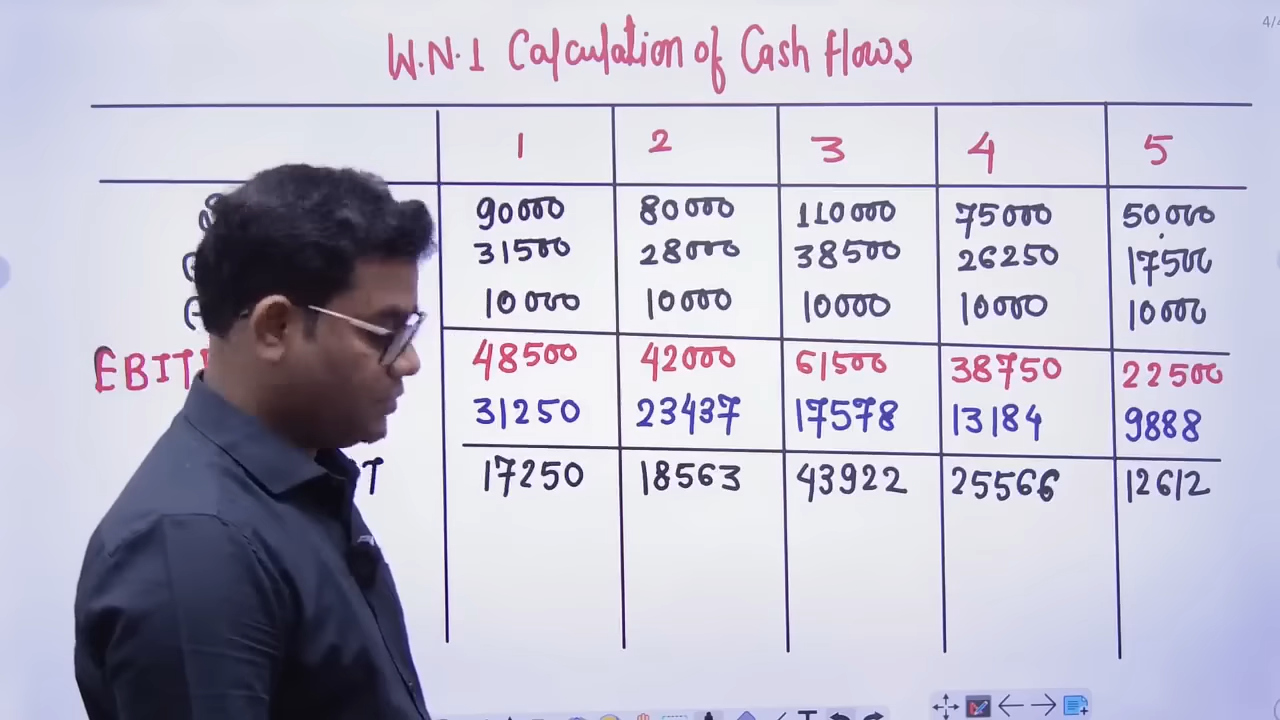 4/4
W.N.1 Calculation of Cash flows
1 2 3 4 5
90000 80000 110000 75000 50000
31500 28000 38500 26250 17500
10000 10000 10000 10000 10000
48500 42000 61500 38750 22500
31250 23437 17578 13184 9888
17250 18563 43922 25566 12612